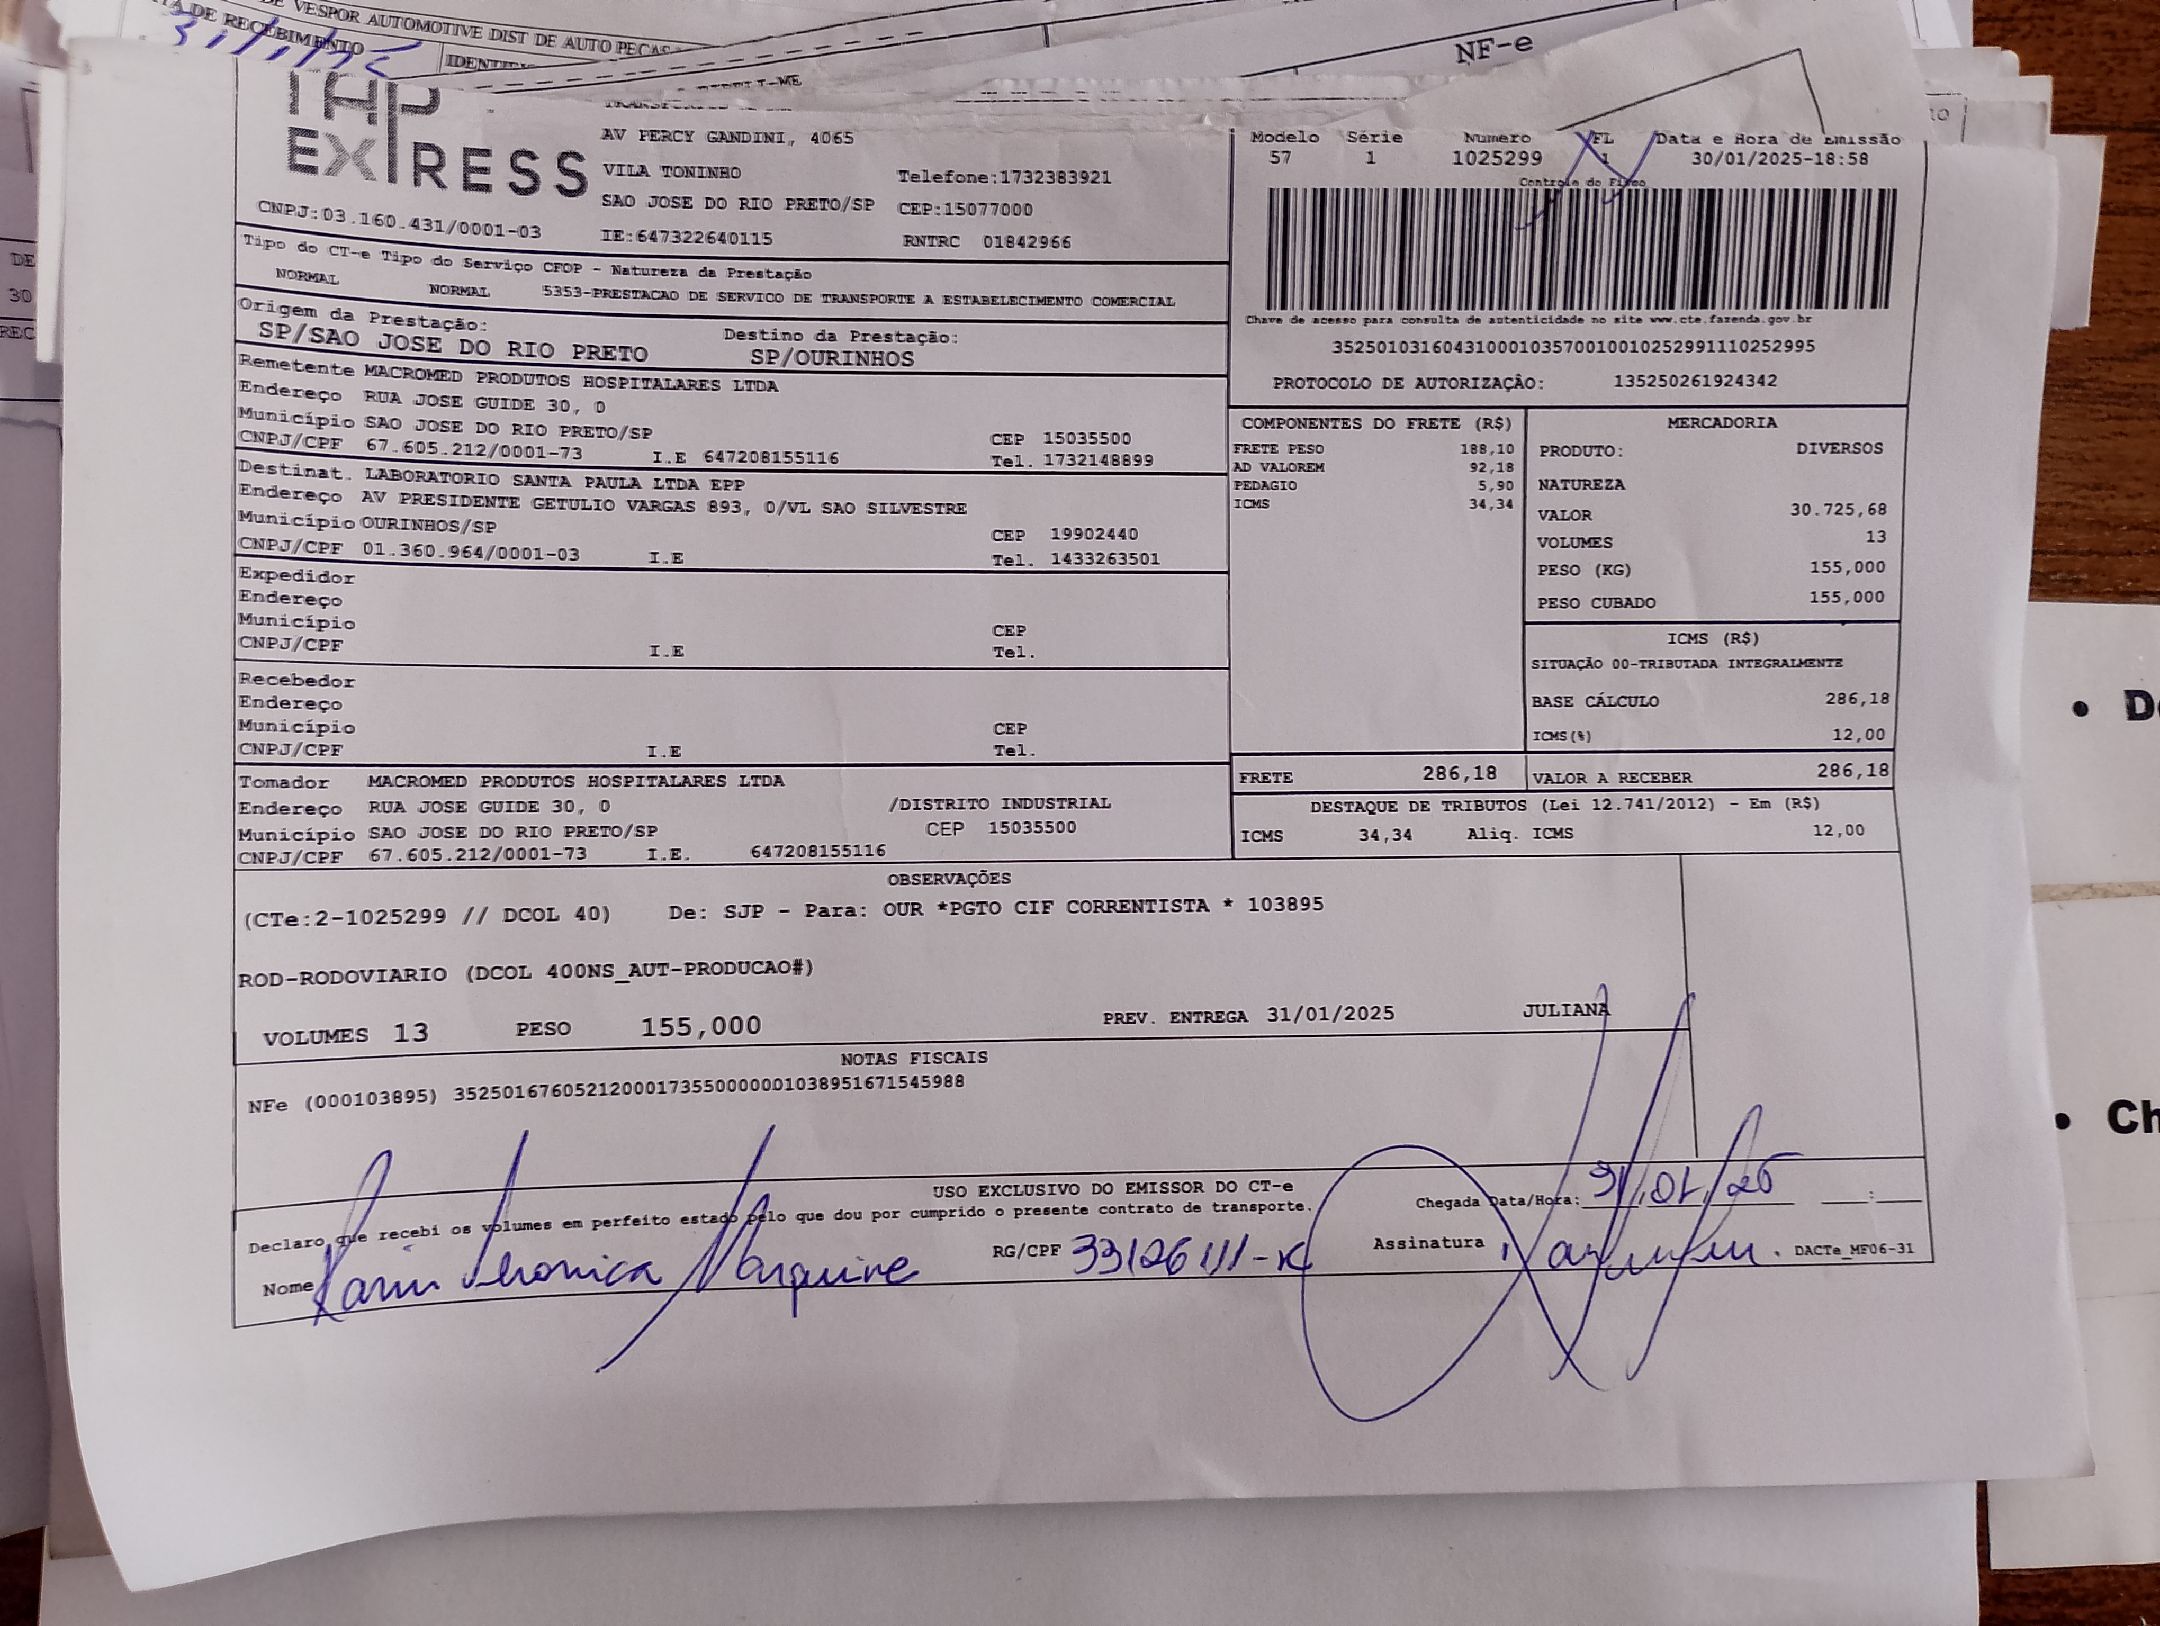 DE VESPOR AUTOMOTIVE DIST DE AUTO PECAS
DE RECEBIMENTO
NF-e
TRP
EXPRESS
CNPJ:03.160.431/0001-03
AV PERCY GANDINI, 4065
VILA TONINHO
Telefone:1732383921
SAO JOSE DO RIO PRETO/SP CEP:15077000
IE:647322640115 RNTRC 01842966
Modelo Série Numero FL Data e Hora de Emissão
57 1 1025299 1 30/01/2025-18:58
Controle do Fisco
Chave de acesso para consulta de autenticidade no site www.cte.fazenda.gov.br
35250103160431000103570010010252991110252995
PROTOCOLO DE AUTORIZAÇÂO: 135250261924342
Tipo do CT-e Tipo do Serviço CFOP - Natureza da Prestação
NORMAL NORMAL 5353-PRESTACAO DE SERVICO DE TRANSPORTE A ESTABELECIMENTO COMERCIAL
Origem da Prestação: Destino da Prestação:
SP/SAO JOSE DO RIO PRETO SP/OURINHOS
Remetente MACROMED PRODUTOS HOSPITALARES LTDA
Endereço RUA JOSE GUIDE 30, 0
Município SAO JOSE DO RIO PRETO/SP CEP 15035500
CNPJ/CPF 67.605.212/0001-73 I.E 647208155116 Tel. 1732148899
Destinat. LABORATORIO SANTA PAULA LTDA EPP
Endereço AV PRESIDENTE GETULIO VARGAS 893, 0/VL SAO SILVESTRE
Município OURINHOS/SP CEP 19902440
CNPJ/CPF 01.360.964/0001-03 I.E Tel. 1433263501
Expedidor
Endereço
Município CEP
CNPJ/CPF I.E Tel.
Recebedor
Endereço
Município CEP
CNPJ/CPF I.E Tel.
Tomador MACROMED PRODUTOS HOSPITALARES LTDA
Endereço RUA JOSE GUIDE 30, 0 /DISTRITO INDUSTRIAL
Município SAO JOSE DO RIO PRETO/SP CEP 15035500
CNPJ/CPF 67.605.212/0001-73 I.E. 647208155116
COMPONENTES DO FRETE (R$)
FRETE PESO 188,10
AD VALOREM 92,18
PEDAGIO 5,90
ICMS 34,34
MERCADORIA
PRODUTO: DIVERSOS
NATUREZA
VALOR 30.725,68
VOLUMES 13
PESO (KG) 155,000
PESO CUBADO 155,000
ICMS (R$)
SITUAÇÃO 00-TRIBUTADA INTEGRALMENTE
BASE CÁLCULO 286,18
ICMS(%) 12,00
FRETE 286,18 VALOR A RECEBER 286,18
DESTAQUE DE TRIBUTOS (Lei 12.741/2012) - Em (R$)
ICMS 34,34 Aliq. ICMS 12,00
OBSERVAÇÕES
(CTe:2-1025299 // DCOL 40) De: SJP - Para: OUR *PGTO CIF CORRENTISTA * 103895
ROD-RODOVIARIO (DCOL 400NS_AUT-PRODUCAO#)
VOLUMES 13 PESO 155,000 PREV. ENTREGA 31/01/2025 JULIANA
NOTAS FISCAIS
NFe (000103895) 35250167605212000173550000001038951671545988
USO EXCLUSIVO DO EMISSOR DO CT-e
Declaro que recebi os volumes em perfeito estado pelo que dou por cumprido o presente contrato de transporte.
Chegada Data/Hora: 31/01/25 __:__
Nome RG/CPF Assinatura DACTe_MF06-31